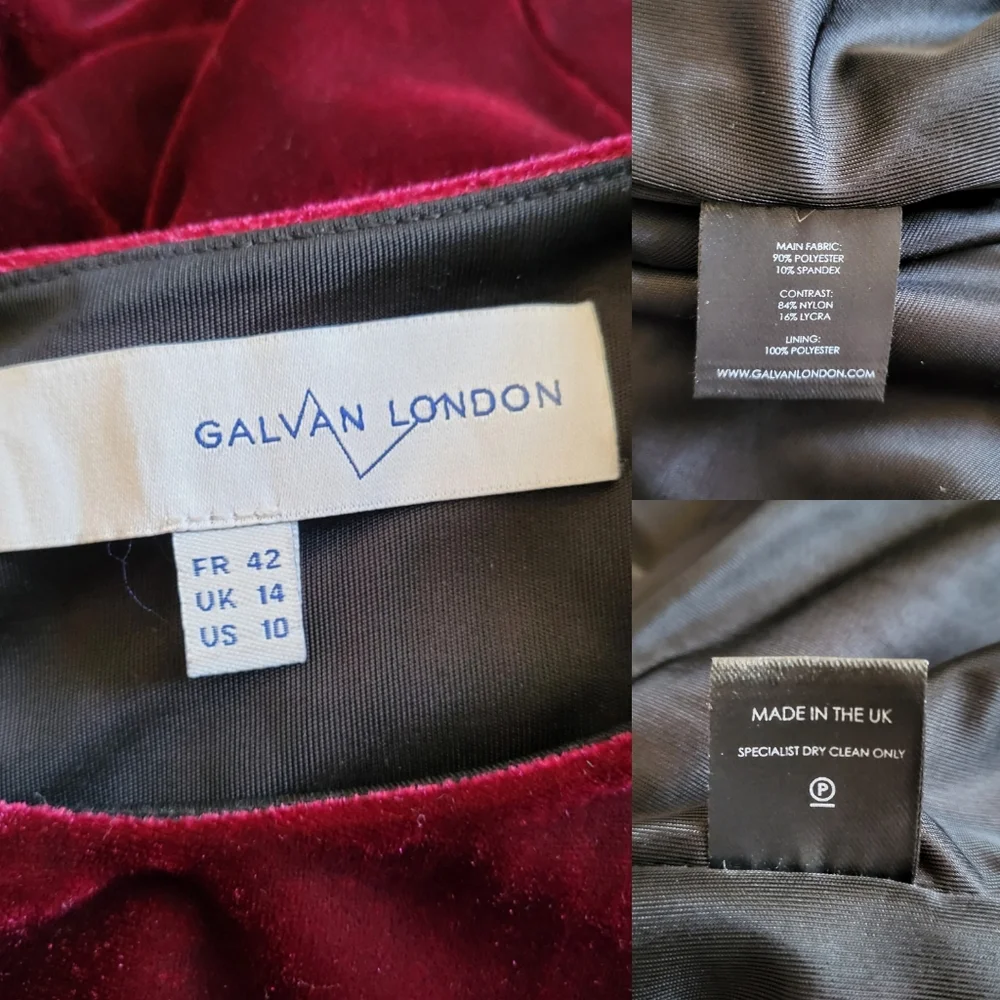 GALVAN LONDON
FR 42
UK 14
US 10
MAIN FABRIC:
90% POLYESTER
10% SPANDEX
CONTRAST:
84% NYLON
16% LYCRA
LINING:
100% POLYESTER
WWW.GALVANLONDON.COM
MADE IN THE UK
SPECIALIST DRY CLEAN ONLY
P